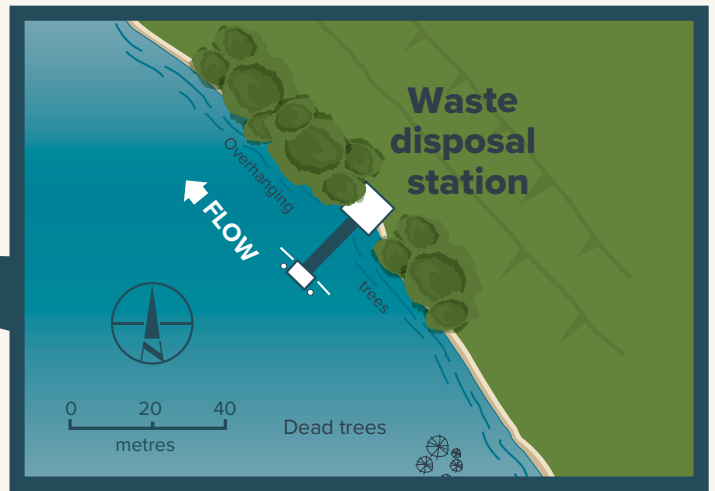 Waste
disposal
station
Overhanging
trees
FLOW
0 20 40
metres
Dead trees